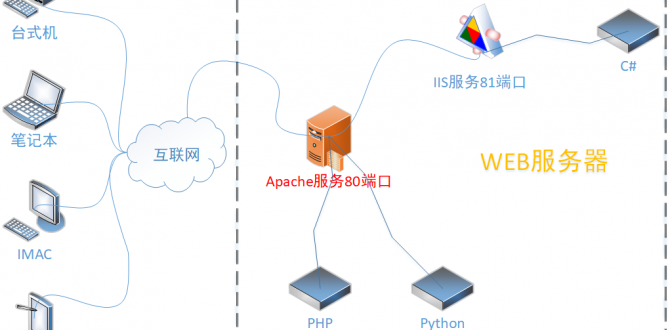 台式机
IIS服务81端口
C#
笔记本
互联网
Apache服务80端口
WEB服务器
IMAC
PHP
Python